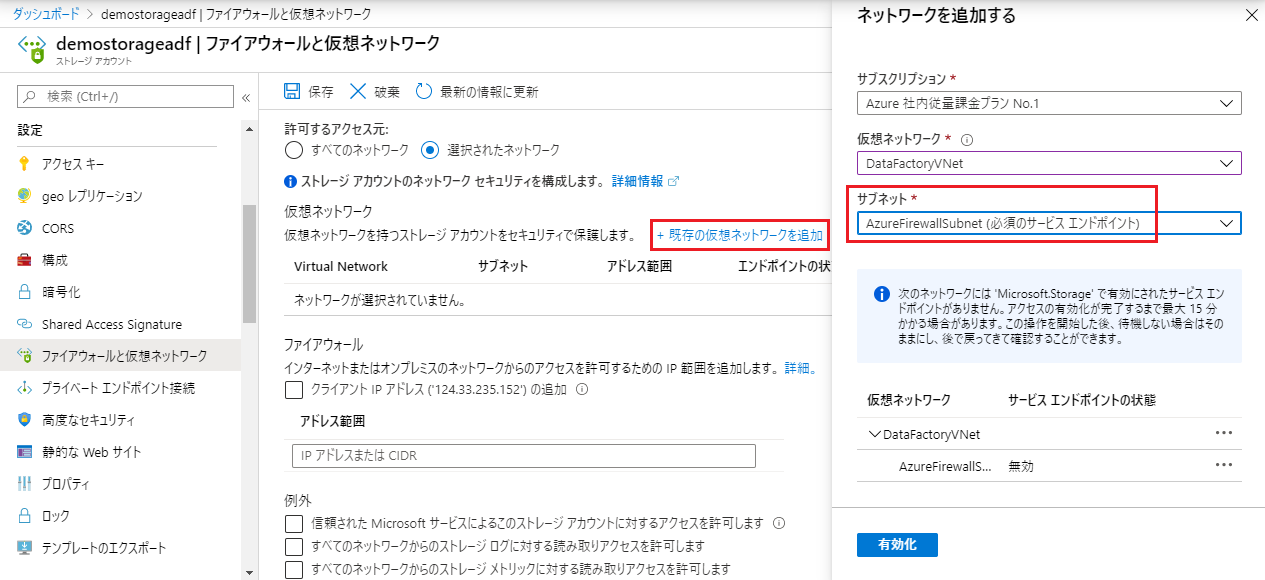 ダッシュボード > demostorageadf | ファイアウォールと仮想ネットワーク
demostorageadf | ファイアウォールと仮想ネットワーク
ストレージ アカウント
検索 (Ctrl+/)
«
設定
アクセス キー
geo レプリケーション
CORS
構成
暗号化
Shared Access Signature
ファイアウォールと仮想ネットワーク
プライベート エンドポイント接続
高度なセキュリティ
静的な Web サイト
プロパティ
ロック
テンプレートのエクスポート
保存 破棄 最新の情報に更新
許可するアクセス元:
すべてのネットワーク 選択されたネットワーク
ストレージ アカウントのネットワーク セキュリティを構成します。 詳細情報
仮想ネットワーク
仮想ネットワークを持つストレージ アカウントをセキュリティで保護します。 + 既存の仮想ネットワークを追加
Virtual Network サブネット アドレス範囲 エンドポイントの状
ネットワークが選択されていません。
ファイアウォール
インターネットまたはオンプレミスのネットワークからのアクセスを許可するための IP 範囲を追加します。 詳細。
クライアント IP アドレス ('124.33.235.152') の追加
アドレス範囲
IP アドレスまたは CIDR
例外
信頼された Microsoft サービスによるこのストレージ アカウントに対するアクセスを許可します
すべてのネットワークからのストレージ ログに対する読み取りアクセスを許可します
すべてのネットワークからのストレージ メトリックに対する読み取りアクセスを許可します
ネットワークを追加する
サブスクリプション *
Azure 社内従量課金プラン No.1
仮想ネットワーク *
DataFactoryVNet
サブネット *
AzureFirewallSubnet (必須のサービス エンドポイント)
次のネットワークには 'Microsoft.Storage' で有効にされたサービス エン
ドポイントがありません。アクセスの有効化が完了するまで最大 15 分
かかる場合があります。この操作を開始した後、待機しない場合はその
ままにし、後で戻ってきて確認することができます。
仮想ネットワーク サービス エンドポイントの状態
DataFactoryVNet
AzureFirewallS... 無効
有効化